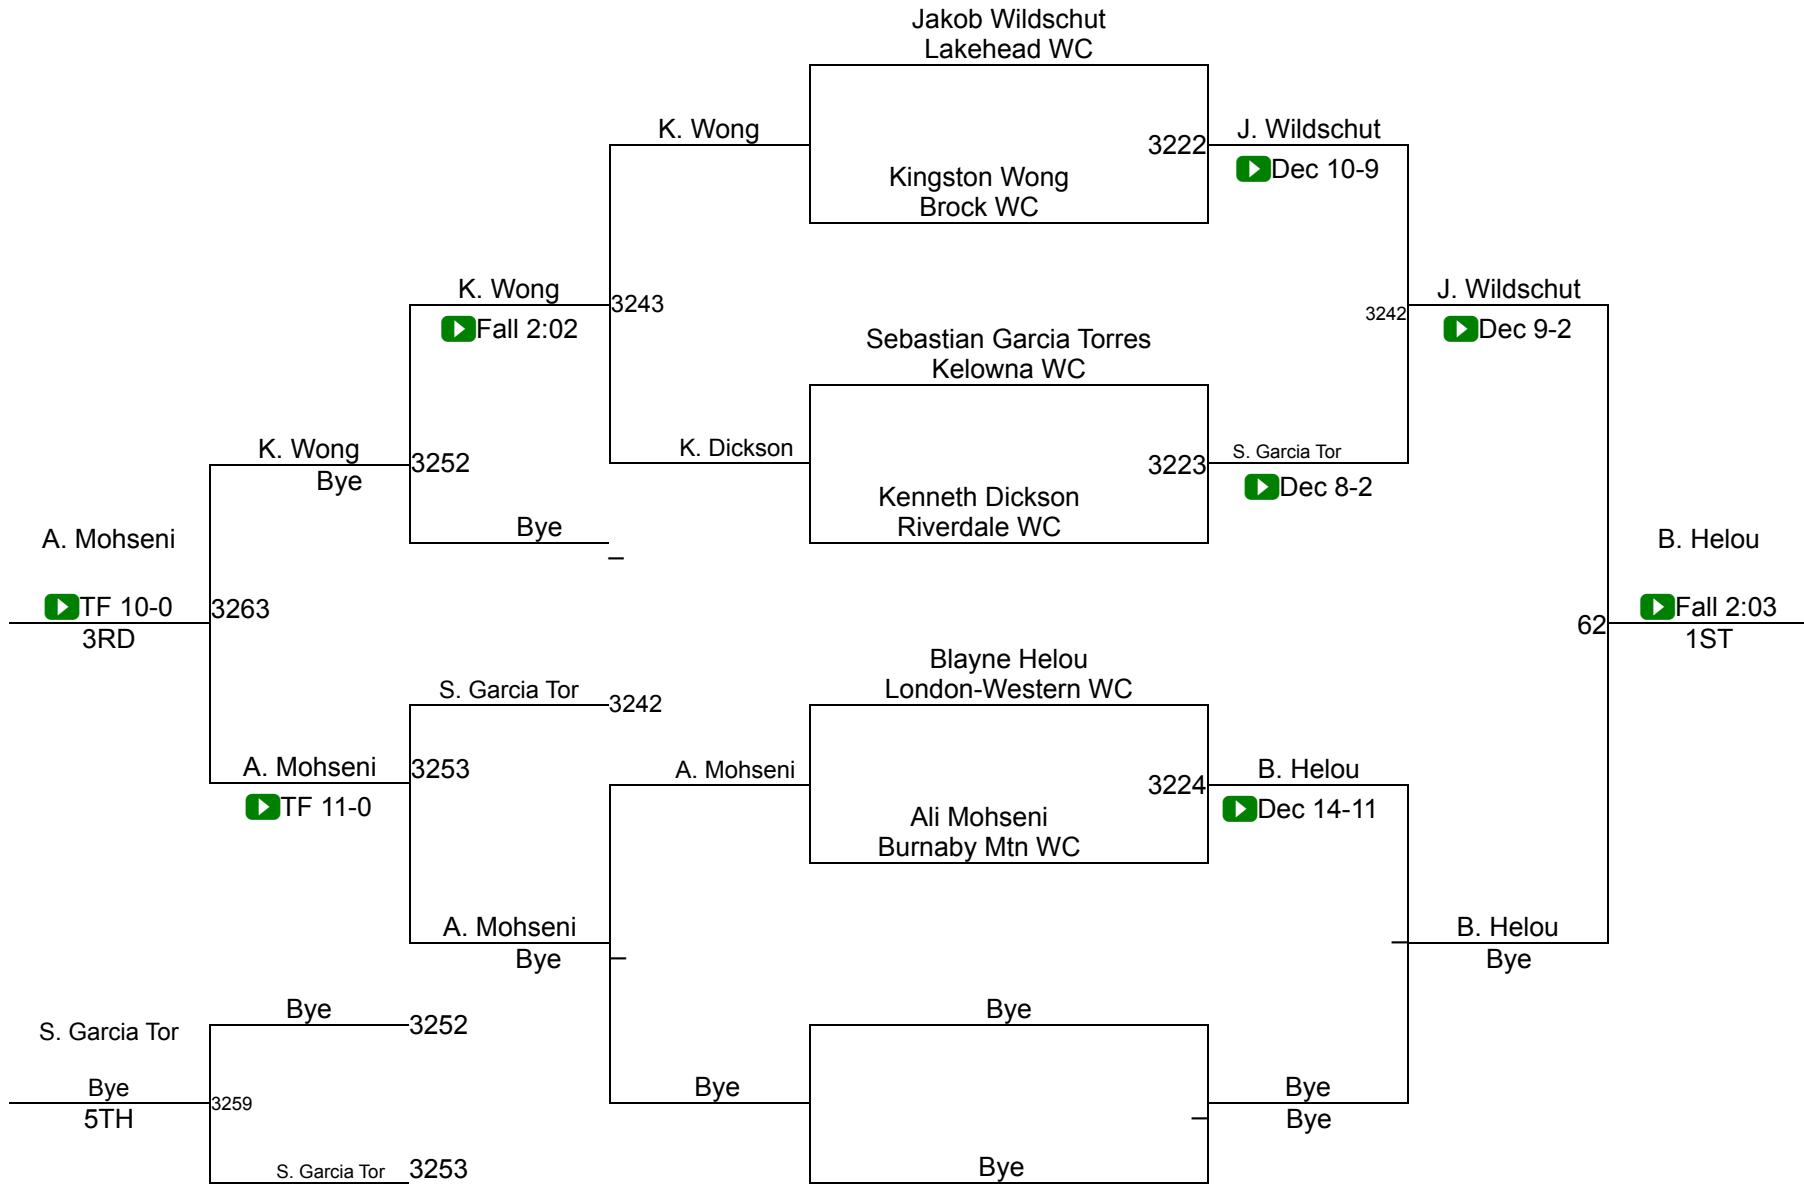 Jakob Wildschut
Lakehead WC
K. Wong
3222
J. Wildschut
Dec 10-9
Kingston Wong
Brock WC
K. Wong
3243
Fall 2:02
J. Wildschut
3242
Dec 9-2
Sebastian Garcia Torres
Kelowna WC
K. Wong
3252
Bye
K. Dickson
3223
S. Garcia Tor
Dec 8-2
Kenneth Dickson
Riverdale WC
Bye
A. Mohseni
TF 10-0
3263
3RD
B. Helou
Fall 2:03
62
1ST
Blayne Helou
London-Western WC
S. Garcia Tor
3242
A. Mohseni
3253
TF 11-0
A. Mohseni
3224
B. Helou
Dec 14-11
Ali Mohseni
Burnaby Mtn WC
A. Mohseni
Bye
B. Helou
Bye
Bye
3252
Bye
S. Garcia Tor
Bye
3259
5TH
Bye
Bye
Bye
S. Garcia Tor
3253
Bye